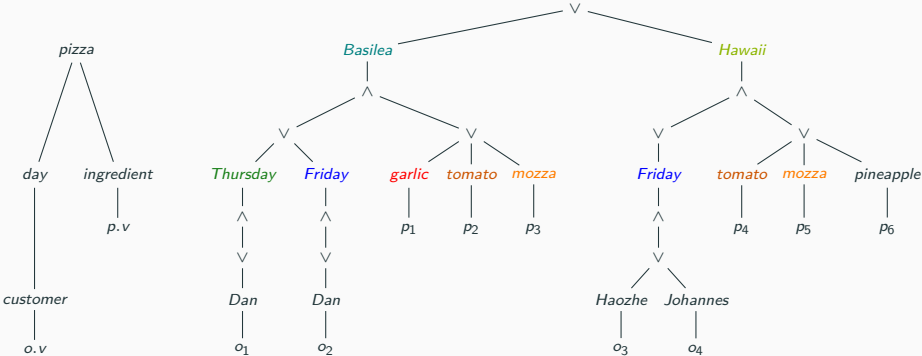 ∨
pizza Basilea Hawaii
∧ ∧
∨ ∨ ∨ ∨
day ingredient Thursday Friday garlic tomato mozza Friday tomato mozza pineapple
∧ ∧ ∧
p.v p1 p2 p3 p4 p5 p6
∨ ∨ ∨
customer Dan Dan Haozhe Johannes
o.v o1 o2 o3 o4